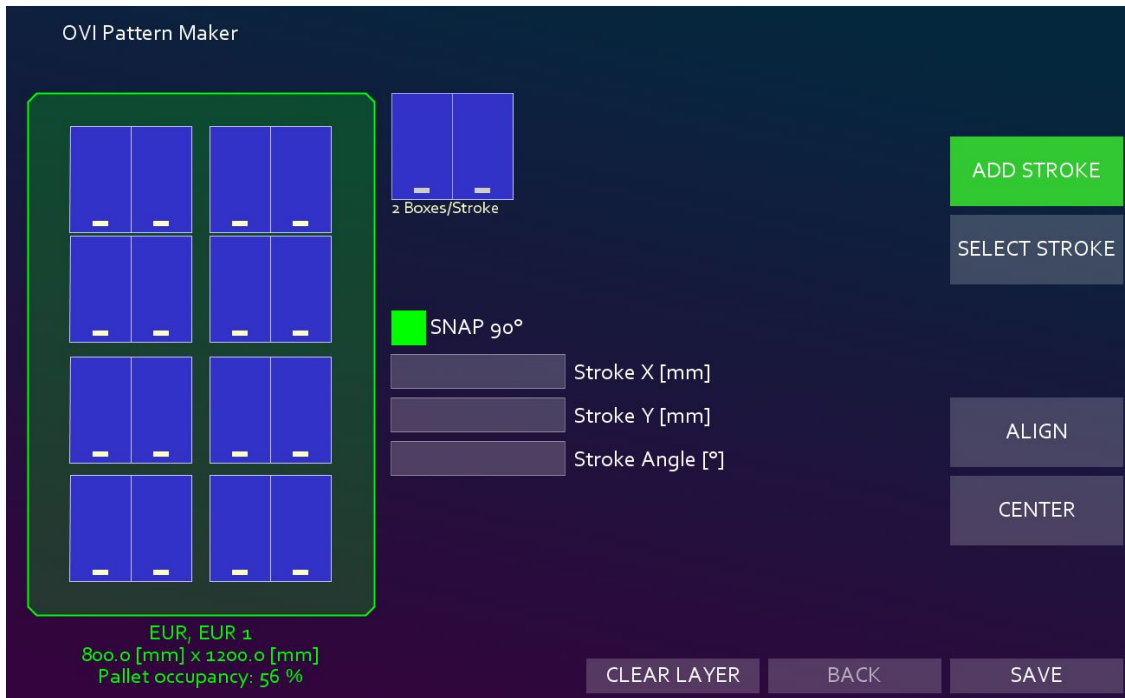 OVI Pattern Maker
2 Boxes/Stroke
ADD STROKE
SELECT STROKE
SNAP 90°
Stroke X [mm]
Stroke Y [mm]
Stroke Angle [°]
ALIGN
CENTER
EUR, EUR 1
800.0 [mm] x 1200.0 [mm]
Pallet occupancy: 56 %
CLEAR LAYER
BACK
SAVE